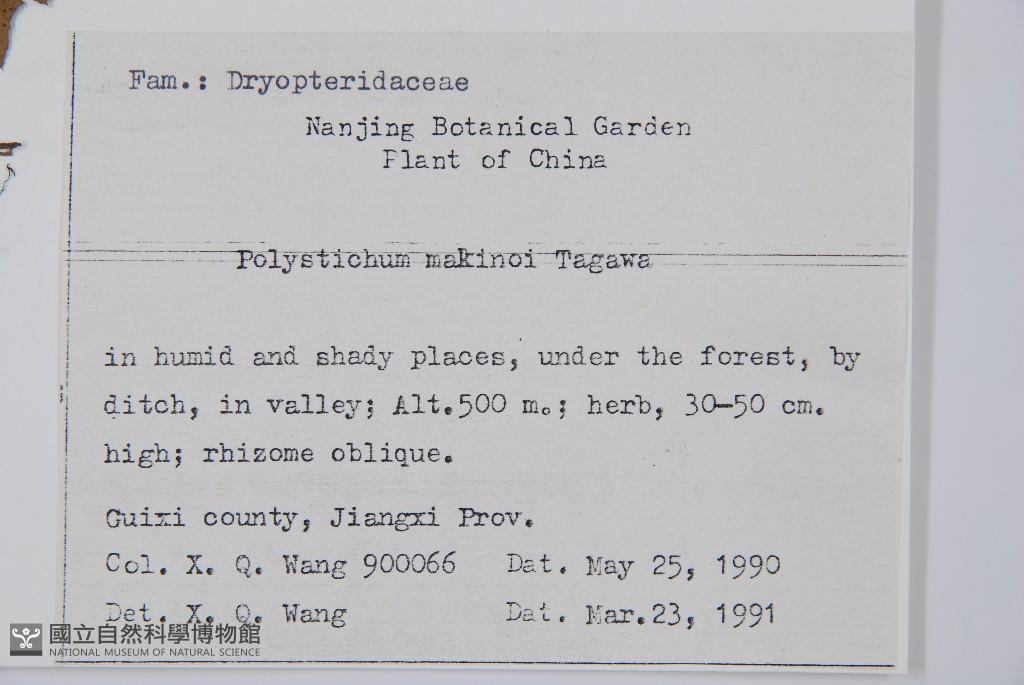 Fam.: Dryopteridaceae
Nanjing Botanical Garden
Plant of China
Polystichum makinoi Tagawa
in humid and shady places, under the forest, by
ditch, in valley; Alt.500 m.; herb, 30-50 cm.
high; rhizome oblique.
Guixi county, Jiangxi Prov.
Col. X. Q. Wang 900066 Dat. May 25, 1990
Det. X. Q. Wang Dat. Mar.23, 1991
國立自然科學博物館
NATIONAL MUSEUM OF NATURAL SCIENCE